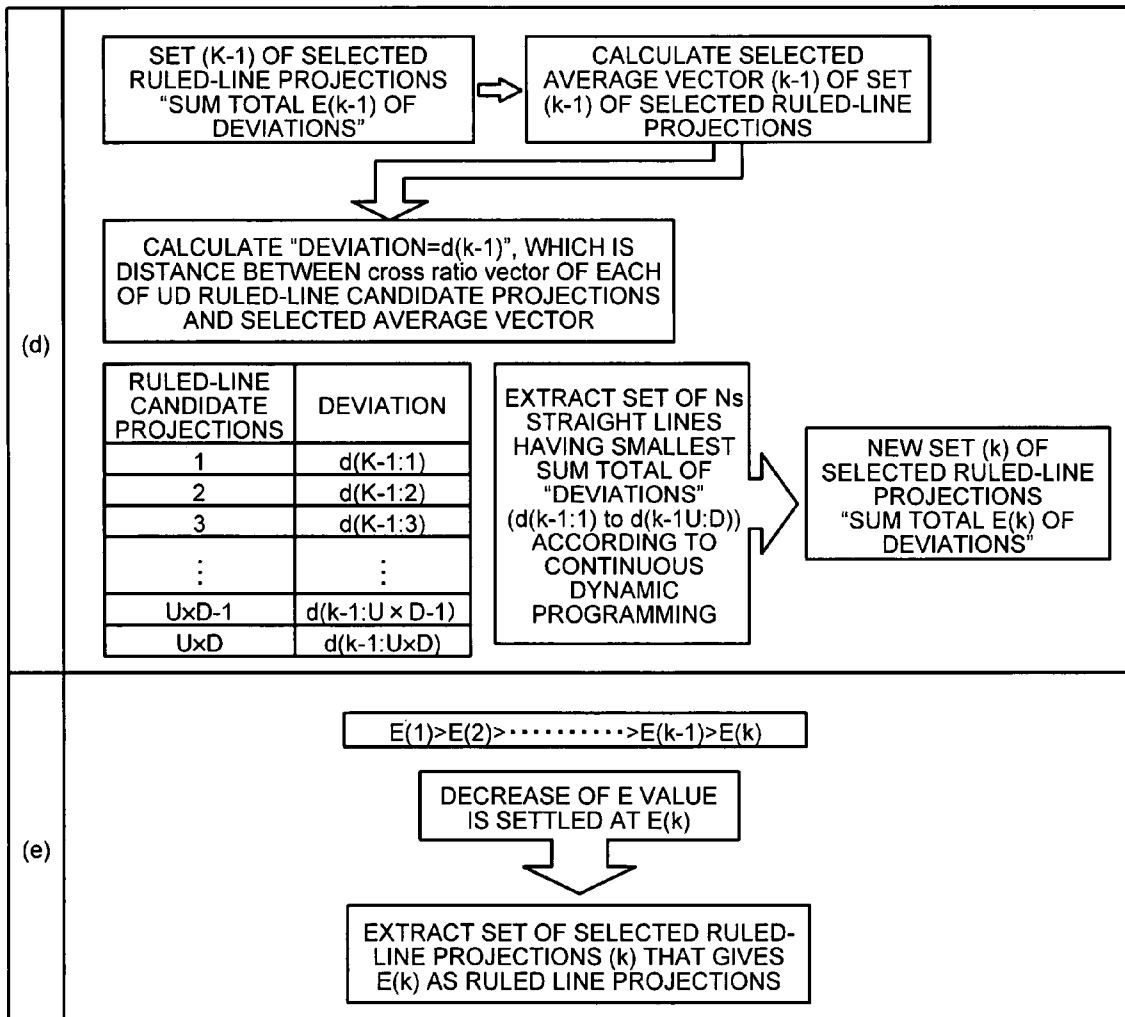 (d)
SET (K-1) OF SELECTED
RULED-LINE PROJECTIONS
“SUM TOTAL E(k-1) OF
DEVIATIONS”
CALCULATE SELECTED
AVERAGE VECTOR (k-1) OF SET
(k-1) OF SELECTED RULED-LINE
PROJECTIONS
CALCULATE “DEVIATION=d(k-1)”, WHICH IS
DISTANCE BETWEEN cross ratio vector OF EACH
OF UD RULED-LINE CANDIDATE PROJECTIONS
AND SELECTED AVERAGE VECTOR
RULED-LINE
CANDIDATE
PROJECTIONS
DEVIATION
1 d(K-1:1)
2 d(K-1:2)
3 d(K-1:3)
⋮ ⋮
U×D-1 d(k-1:U × D-1)
U×D d(k-1:U×D)
EXTRACT SET OF Ns
STRAIGHT LINES
HAVING SMALLEST
SUM TOTAL OF
“DEVIATIONS”
(d(k-1:1) to d(k-1U:D))
ACCORDING TO
CONTINUOUS
DYNAMIC
PROGRAMMING
NEW SET (k) OF
SELECTED RULED-LINE
PROJECTIONS
“SUM TOTAL E(k) OF
DEVIATIONS”
(e)
E(1)>E(2)>··········>E(k-1)>E(k)
DECREASE OF E VALUE
IS SETTLED AT E(k)
EXTRACT SET OF SELECTED RULED-
LINE PROJECTIONS (k) THAT GIVES
E(k) AS RULED LINE PROJECTIONS